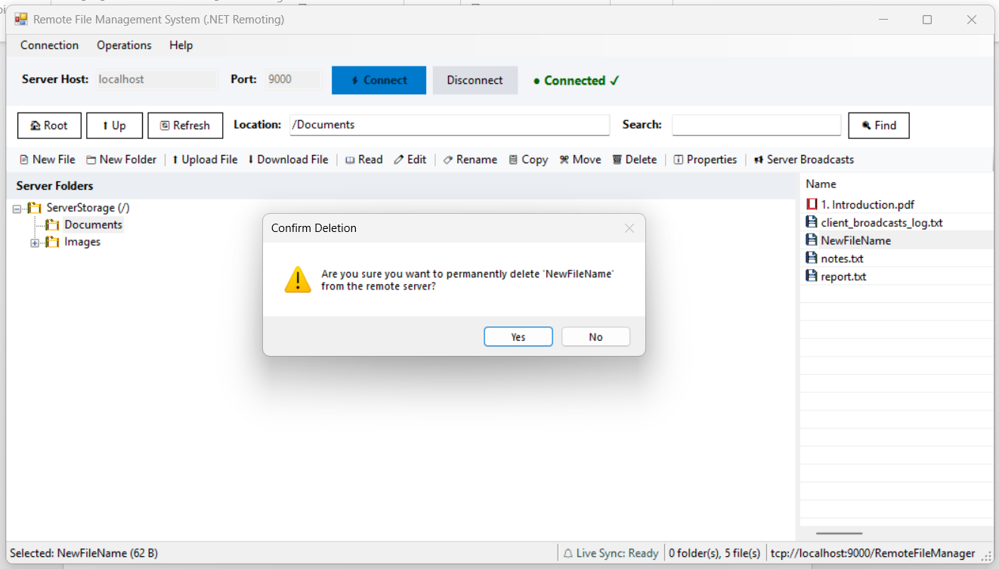 Remote File Management System (.NET Remoting)
Connection Operations Help
Server Host: localhost Port: 9000 Connect Disconnect ● Connected ✓
Root Up Refresh Location: /Documents Search: Find
New File New Folder Upload File Download File Read Edit Rename Copy Move Delete Properties Server Broadcasts
Server Folders
ServerStorage (/)
Documents
Images
Confirm Deletion
Are you sure you want to permanently delete 'NewFileName'
from the remote server?
Yes No
Name
1. Introduction.pdf
client_broadcasts_log.txt
NewFileName
notes.txt
report.txt
Selected: NewFileName (62 B) Live Sync: Ready 0 folder(s), 5 file(s) tcp://localhost:9000/RemoteFileManager